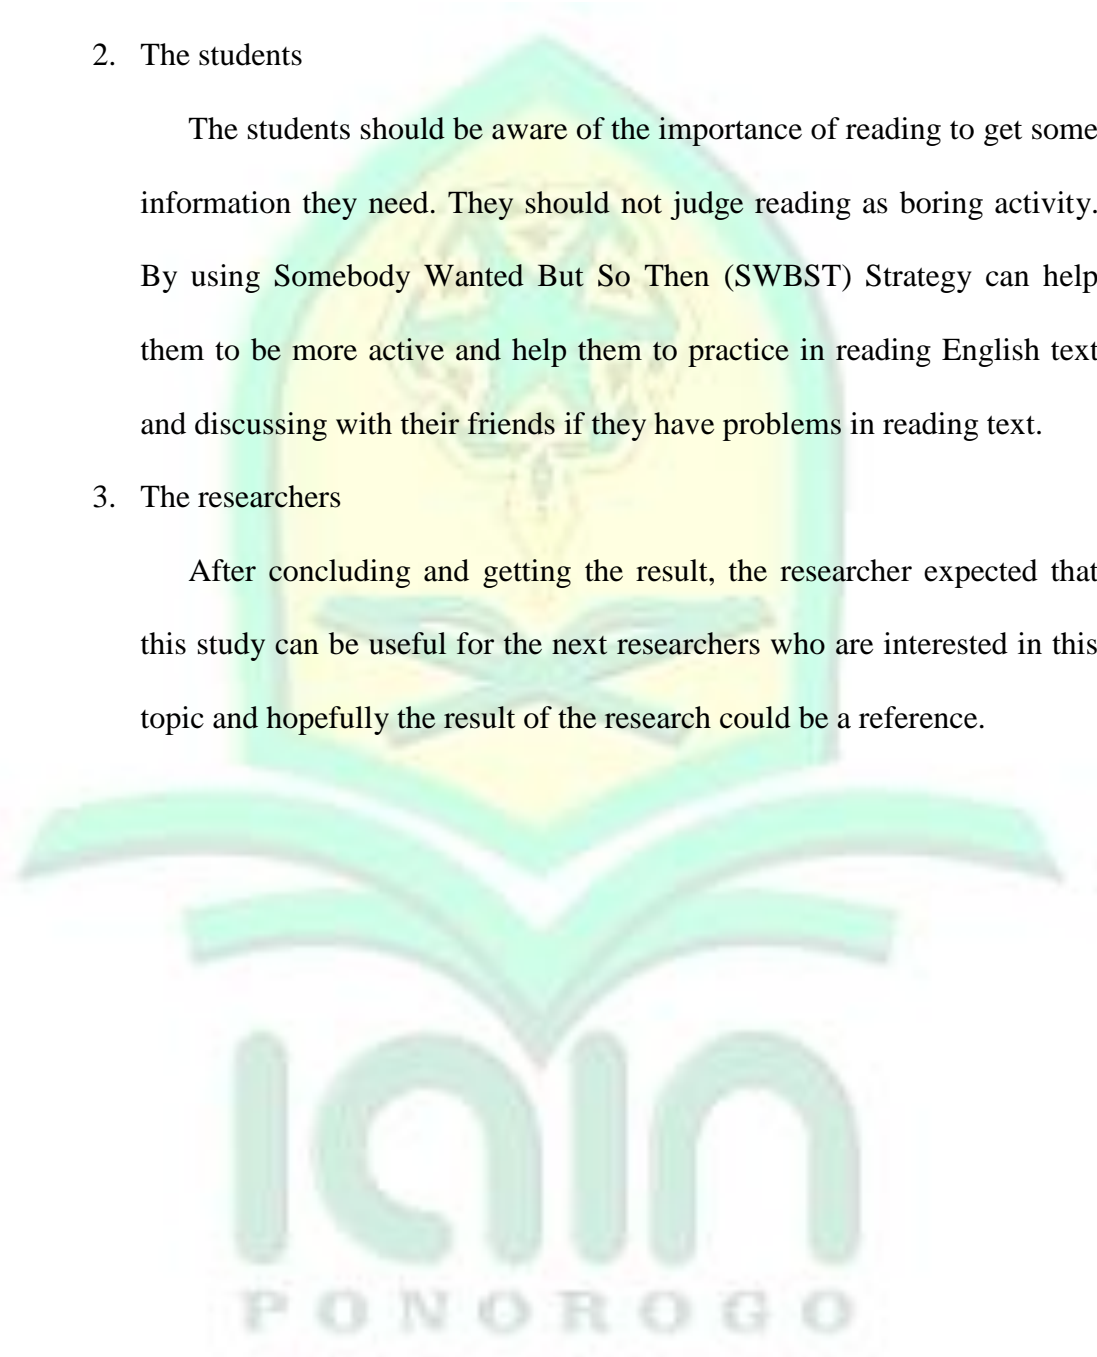 2. The students
The students should be aware of the importance of reading to get some
information they need. They should not judge reading as boring activity.
By using Somebody Wanted But So Then (SWBST) Strategy can help
them to be more active and help them to practice in reading English text
and discussing with their friends if they have problems in reading text.
3. The researchers
After concluding and getting the result, the researcher expected that
this study can be useful for the next researchers who are interested in this
topic and hopefully the result of the research could be a reference.
iain
PONOROGO